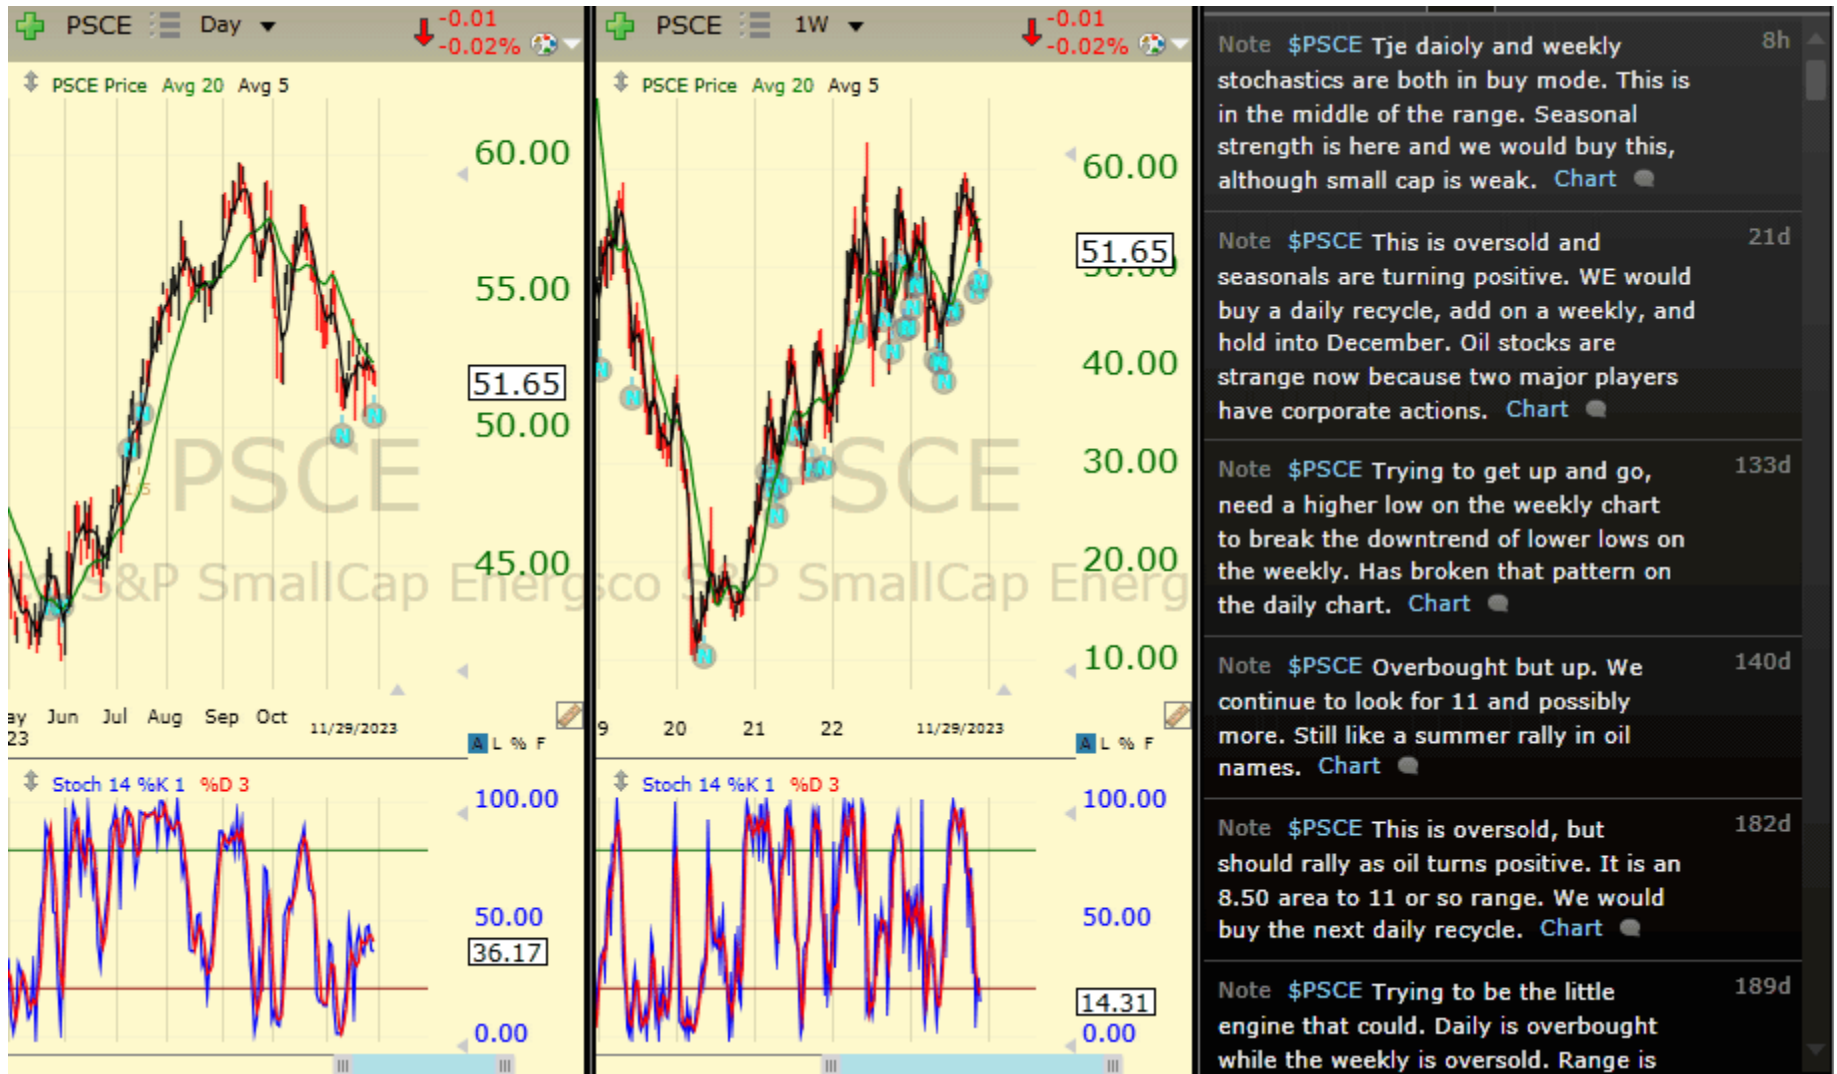 PSCE Day -0.01
-0.02%
PSCE Price Avg 20 Avg 5
60.00
55.00
51.65
50.00
45.00
PSCE
S&P SmallCap Energ
N
N
N
N
ay Jun Jul Aug Sep Oct
23
11/29/2023
A L % F
Stoch 14 %K 1 %D 3
100.00
50.00
36.17
0.00
PSCE 1W -0.01
-0.02%
PSCE Price Avg 20 Avg 5
60.00
51.65
50.00
40.00
30.00
20.00
10.00
SCE
sco S&P SmallCap Energ
9 20 21 22 11/29/2023
A L % F
Stoch 14 %K 1 %D 3
100.00
50.00
14.31
0.00
Note $PSCE Tje daioly and weekly 8h
stochastics are both in buy mode. This is
in the middle of the range. Seasonal
strength is here and we would buy this,
although small cap is weak. Chart
Note $PSCE This is oversold and 21d
seasonals are turning positive. WE would
buy a daily recycle, add on a weekly, and
hold into December. Oil stocks are
strange now because two major players
have corporate actions. Chart
Note $PSCE Trying to get up and go, 133d
need a higher low on the weekly chart
to break the downtrend of lower lows on
the weekly. Has broken that pattern on
the daily chart. Chart
Note $PSCE Overbought but up. We 140d
continue to look for 11 and possibly
more. Still like a summer rally in oil
names. Chart
Note $PSCE This is oversold, but 182d
should rally as oil turns positive. It is an
8.50 area to 11 or so range. We would
buy the next daily recycle. Chart
Note $PSCE Trying to be the little 189d
engine that could. Daily is overbought
while the weekly is oversold. Range is